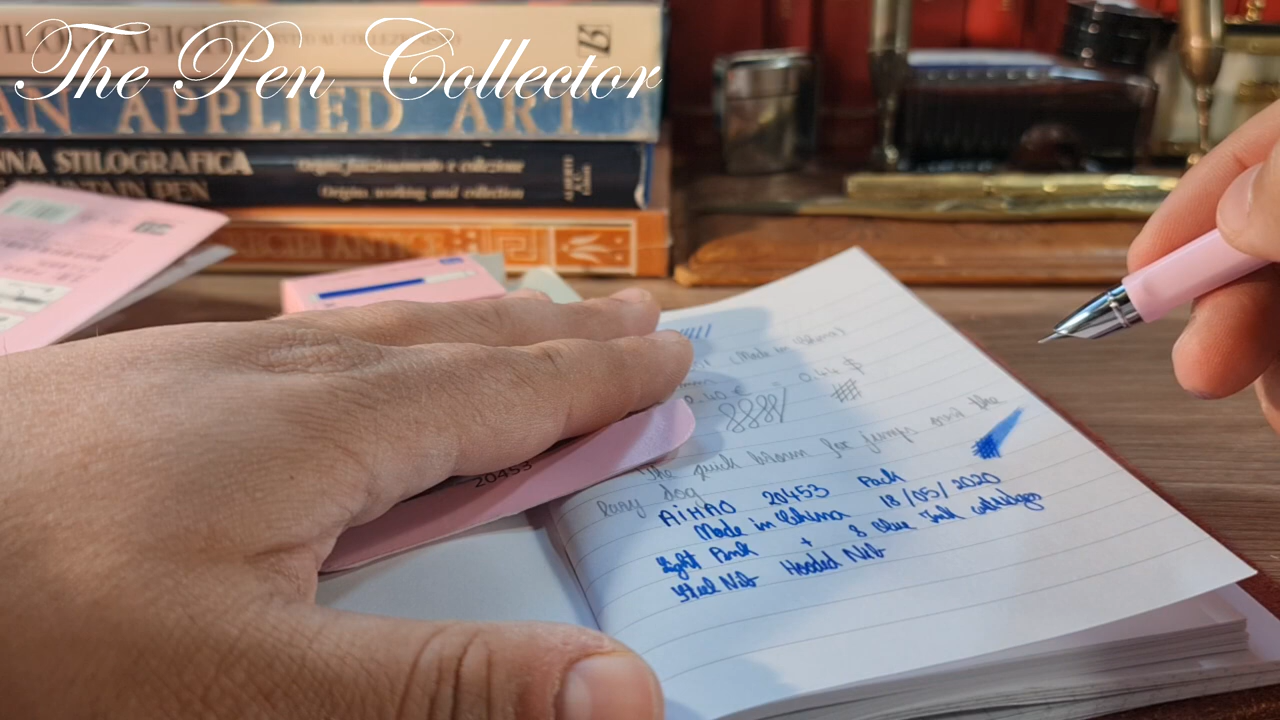 The Pen Collector
AN APPLIED ART
NNA STILOGRAFICA
Origini, funzionamento e collezione
Origins, working and collection
20453
(Made in China)
0.40 € = 0.44 $
The quick brown fox jumps over the
lazy dog
AIHAO 20453 Pack 18/05/2020
Made in China
Light Pink + 8 Blue Ink cartridges
Steel Nib Hooded Nib